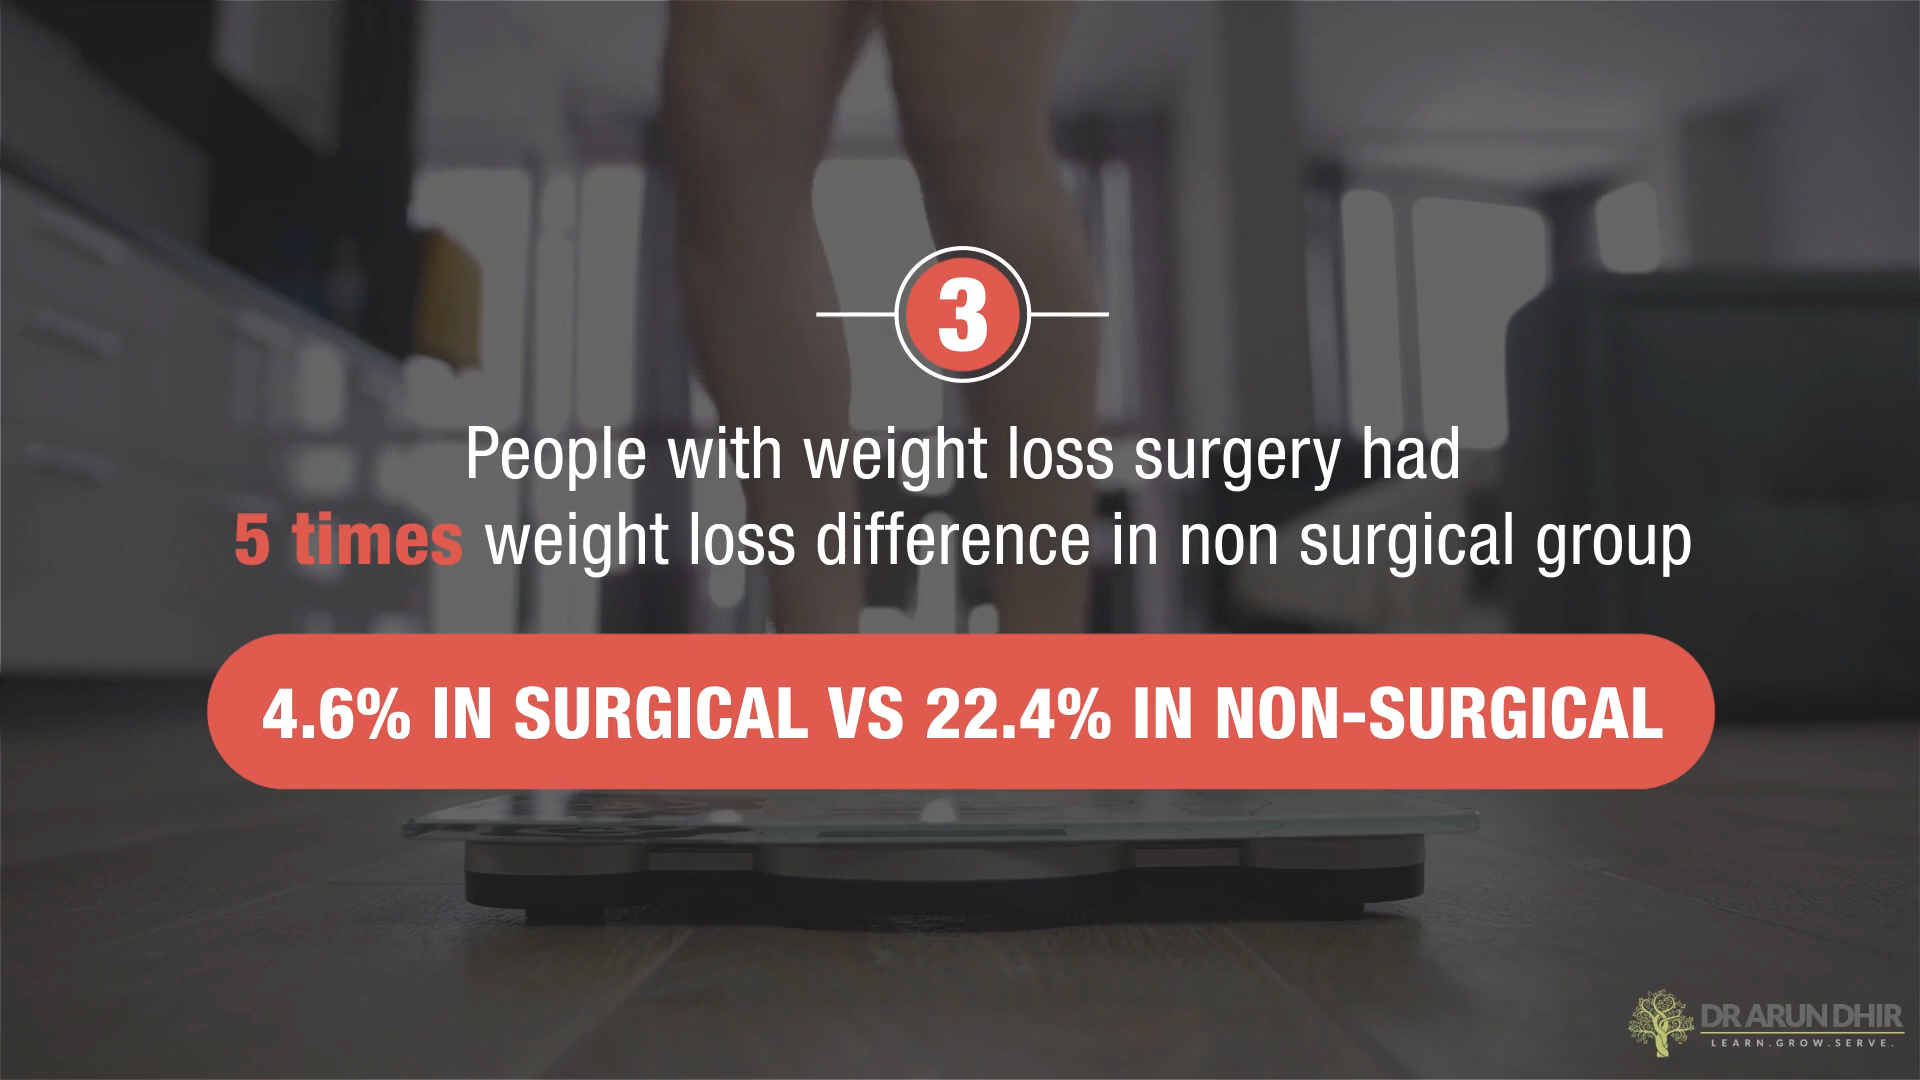 3
People with weight loss surgery had
5 times weight loss difference in non surgical group
4.6% IN SURGICAL VS 22.4% IN NON-SURGICAL
DR ARUN DHIR
LEARN.GROW.SERVE.